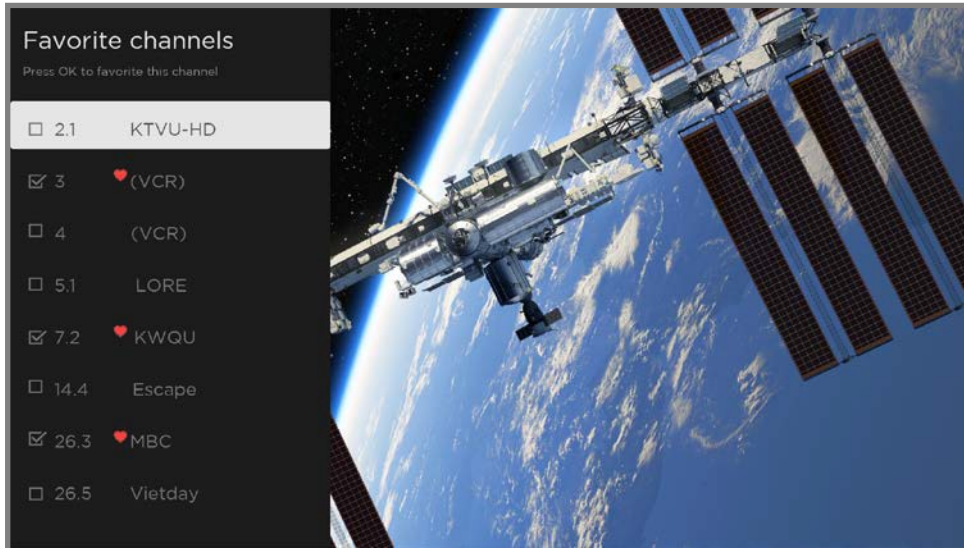 Favorite channels
Press OK to favorite this channel
2.1 KTVU-HD
3 (VCR)
4 (VCR)
5.1 LORE
7.2 KWQU
14.4 Escape
26.3 MBC
26.5 Vietday